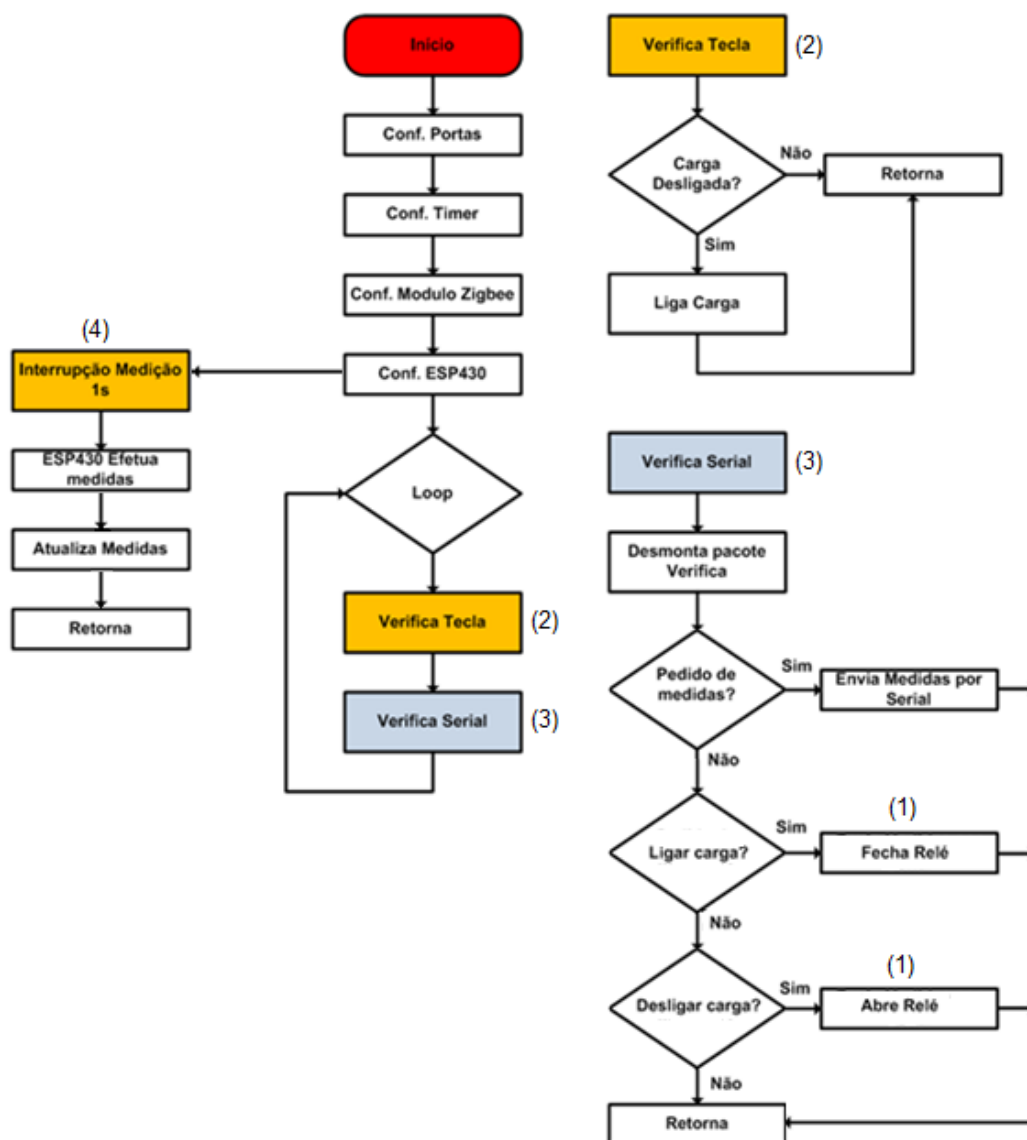 Início
Conf. Portas
Conf. Timer
Conf. Modulo Zigbee
Conf. ESP430
(4)
Interrupção Medição
1s
ESP430 Efetua
medidas
Atualiza Medidas
Retorna
Loop
Verifica Tecla
(2)
Verifica Serial
(3)
Verifica Tecla
(2)
Carga
Desligada?
Não
Retorna
Sim
Liga Carga
Verifica Serial
(3)
Desmonta pacote
Verifica
Pedido de
medidas?
Sim
Envia Medidas por
Serial
Não
Ligar carga?
Sim
(1)
Fecha Relé
Não
Desligar carga?
Sim
(1)
Abre Relé
Não
Retorna